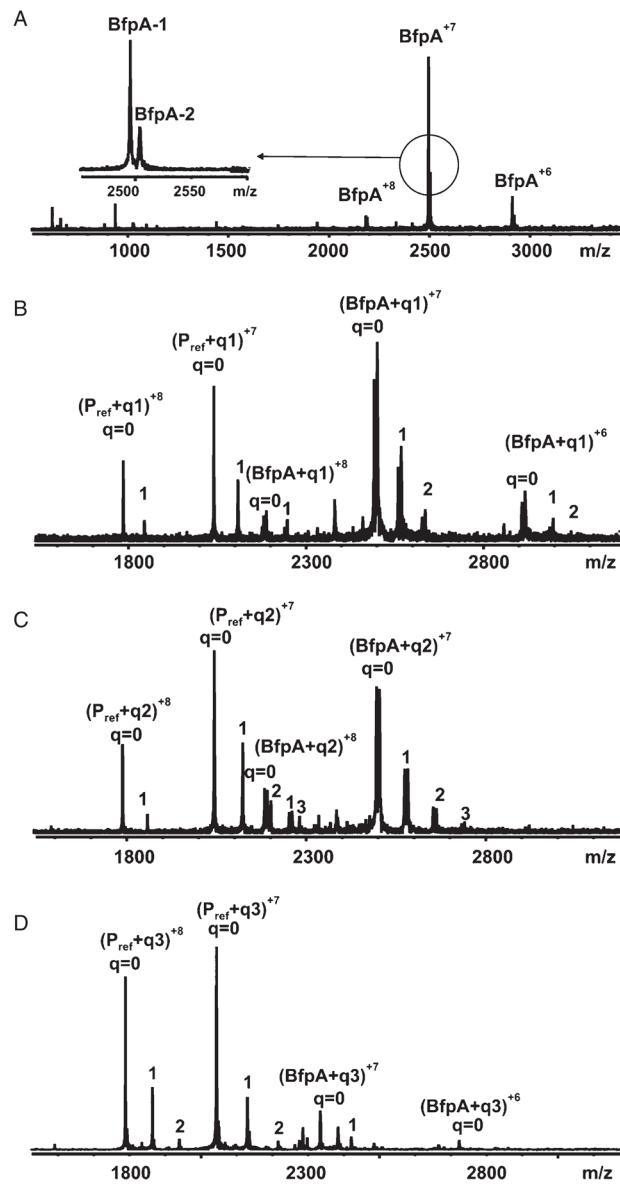 A
BfpA-1
BfpA-2
2500 2550 m/z
BfpA+7
BfpA+8
BfpA+6
1000 1500 2000 2500 3000 m/z
B
(BfpA+q1)+7
q=0
(Pref+q1)+7
q=0
(Pref+q1)+8
q=0
1
1
(BfpA+q1)+8
q=0
1
1
2
(BfpA+q1)+6
q=0
1
2
1800 2300 2800 m/z
C
(Pref+q2)+7
q=0
(BfpA+q2)+7
q=0
(Pref+q2)+8
q=0
1
1
(BfpA+q2)+8
q=0
2
1
3
1
2
3
1800 2300 2800 m/z
D
(Pref+q3)+7
q=0
(Pref+q3)+8
q=0
1
2
1
2
(BfpA+q3)+7
q=0
1
(BfpA+q3)+6
q=0
1800 2300 2800 m/z